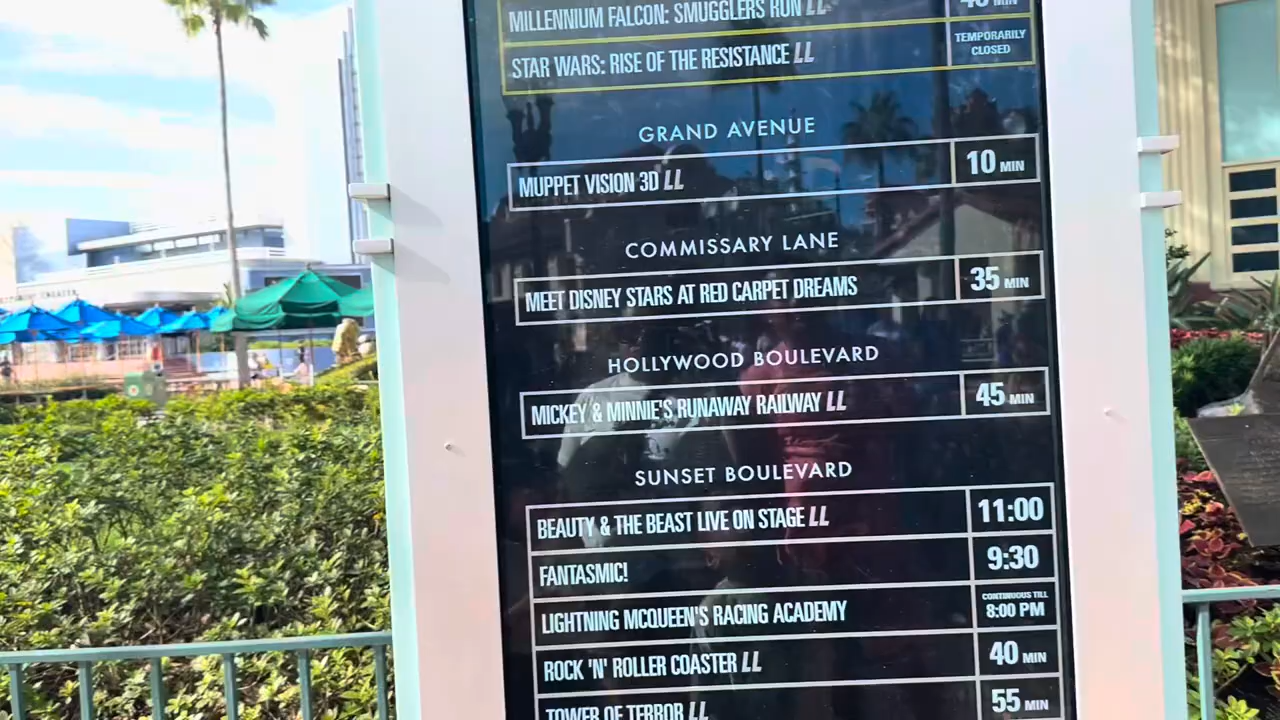 MILLENNIUM FALCON: SMUGGLERS RUN LL
MIN
STAR WARS: RISE OF THE RESISTANCE LL
TEMPORARILY
CLOSED
GRAND AVENUE
MUPPET VISION 3D LL
10 MIN
COMMISSARY LANE
MEET DISNEY STARS AT RED CARPET DREAMS
35 MIN
HOLLYWOOD BOULEVARD
MICKEY & MINNIE'S RUNAWAY RAILWAY LL
45 MIN
SUNSET BOULEVARD
BEAUTY & THE BEAST LIVE ON STAGE LL
11:00
FANTASMIC!
9:30
LIGHTNING MCQUEEN'S RACING ACADEMY
CONTINUOUS TILL
8:00 PM
ROCK 'N' ROLLER COASTER LL
40 MIN
TOWER OF TERROR LL
55 MIN